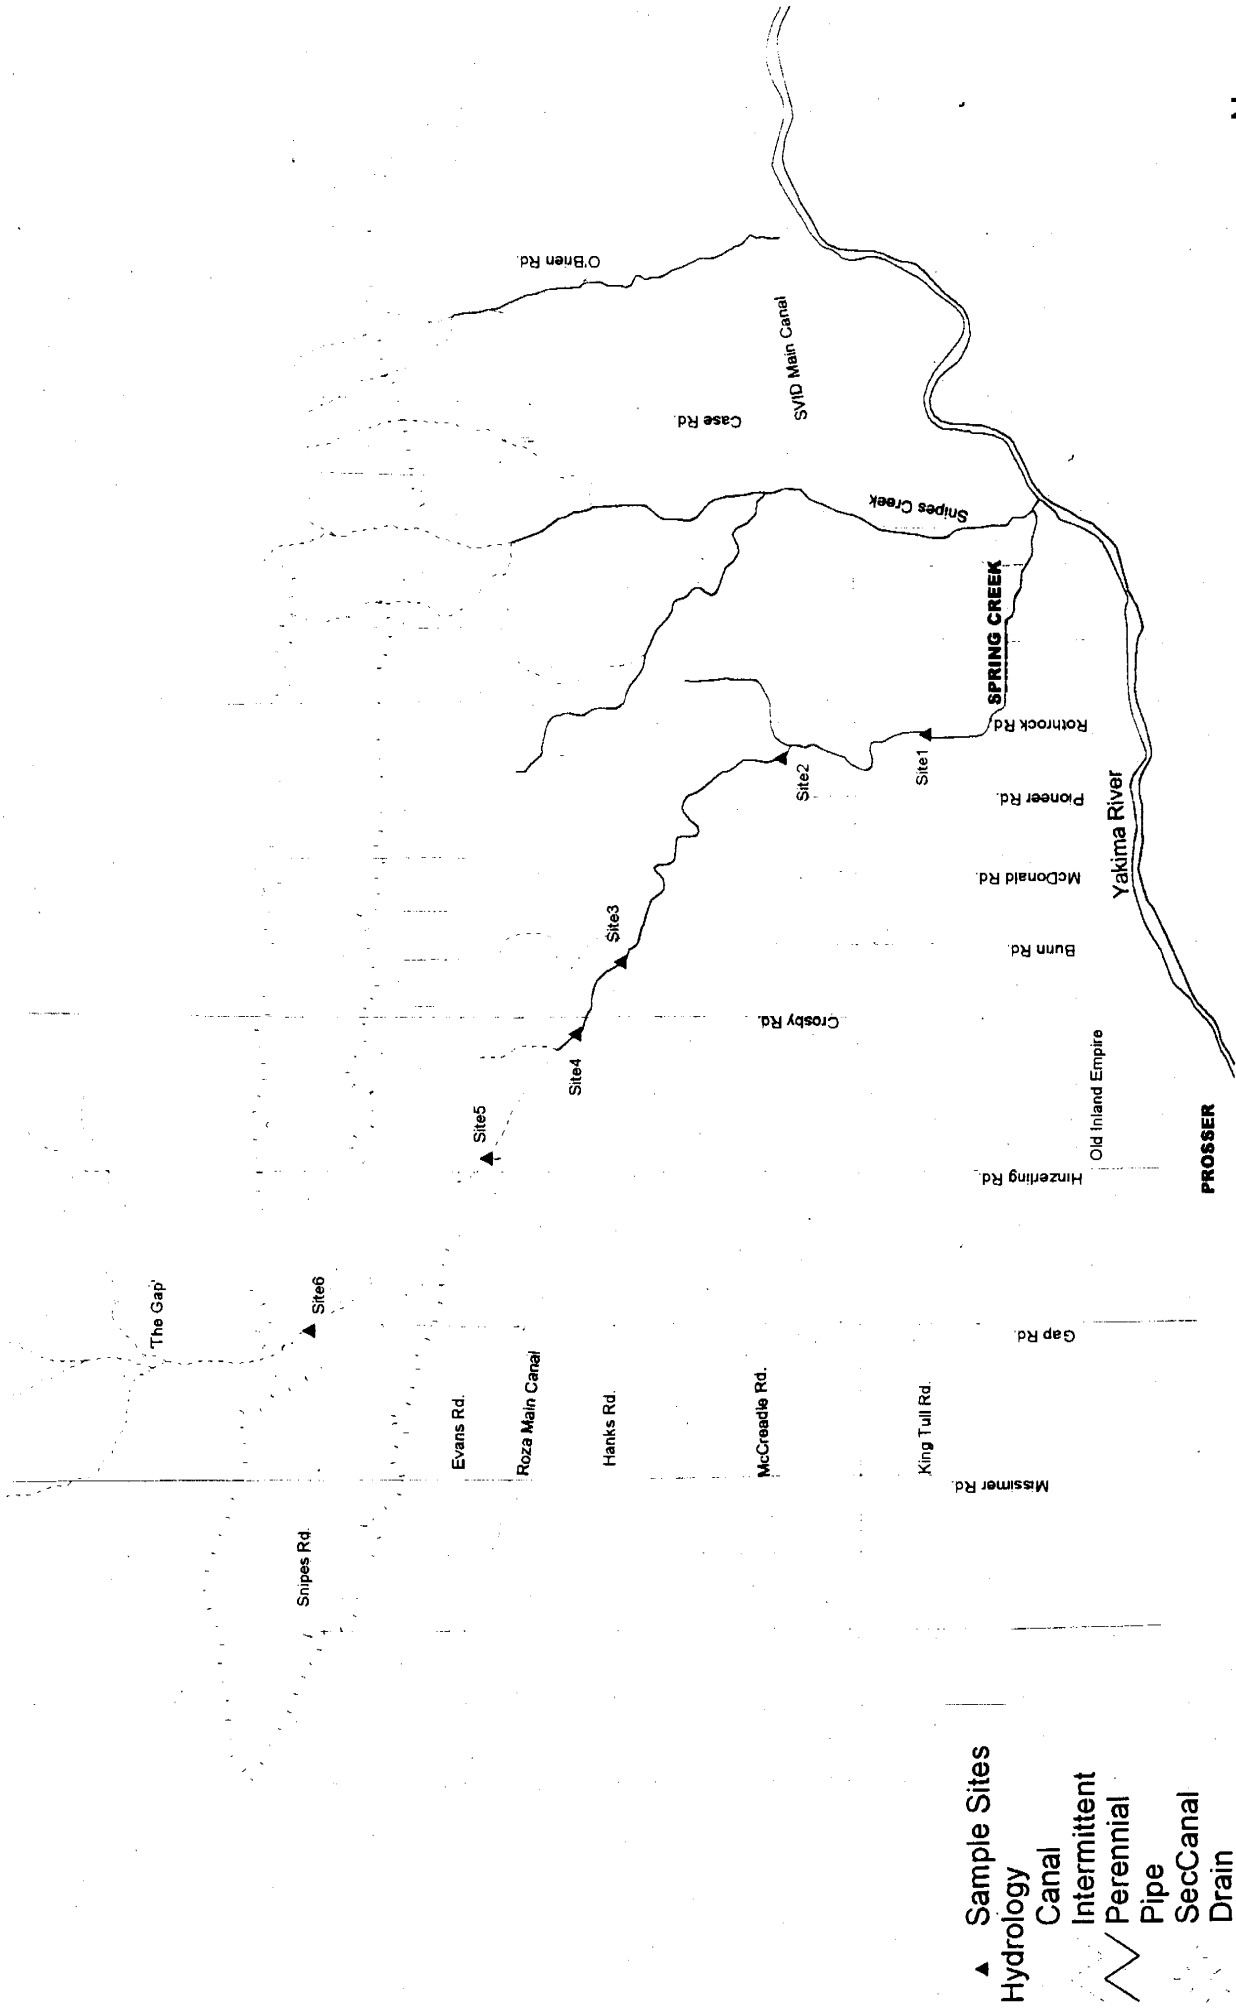 O'Brien Rd.
Case Rd.
SVID Main Canal
Snipes Creek
SPRING CREEK
Rothrock Rd.
Pioneer Rd.
McDonald Rd.
Bunn Rd.
Yakima River
Site1
Site2
Site3
Site4
Site5
Site6
Crosby Rd.
Old Inland Empire
Hinzerling Rd.
PROSSER
'The Gap'
Gap Rd.
Evans Rd.
Roza Main Canal
Hanks Rd.
McCreadie Rd.
King Tull Rd.
Missimer Rd.
Snipes Rd.
Sample Sites
Hydrology
Canal
Intermittent
Perennial
Pipe
SecCanal
Drain